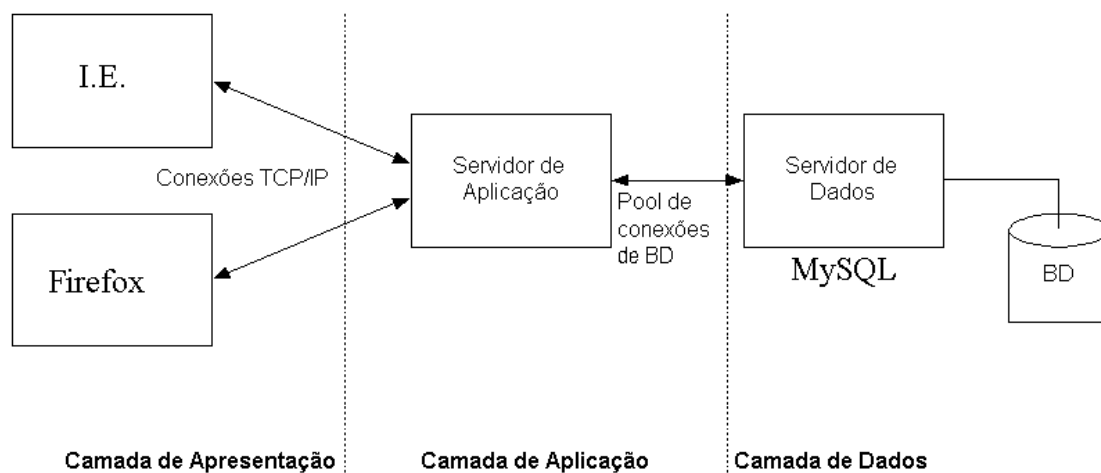 I.E.
Conexões TCP/IP
Firefox
Servidor de
Aplicação
Pool de
conexões
de BD
Servidor de
Dados
MySQL
BD
Camada de Apresentação
Camada de Aplicação
Camada de Dados